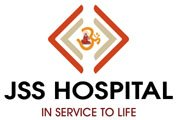 JSS HOSPITAL
IN SERVICE TO LIFE